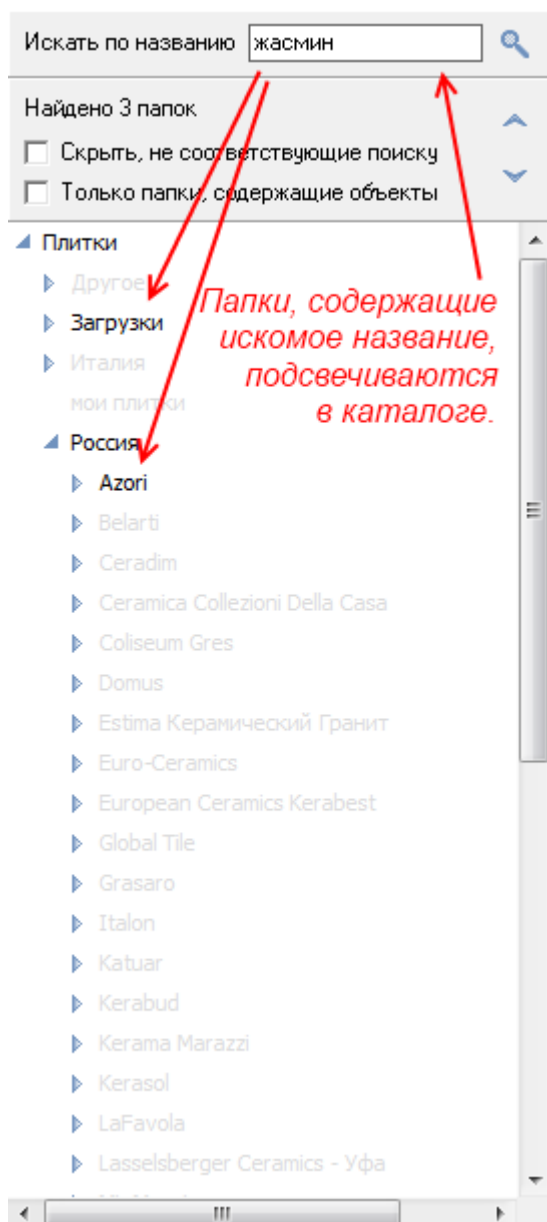 Искать по названию жасмин
Найдено 3 папок
Скрыть, не соответствующие поиску
Только папки, содержащие объекты
Плитки
Другое
Загрузки
Италия
мои плитки
Папки, содержащие
искомое название,
подсвечиваются
в каталоге.
Россия
Azori
Belarti
Ceradim
Ceramica Collezioni Della Casa
Coliseum Gres
Domus
Estima Керамический Гранит
Euro-Ceramics
European Ceramics Kerabest
Global Tile
Grasaro
Italon
Katuar
Kerabud
Kerama Marazzi
Kerasol
LaFavola
Lasselsberger Ceramics - Уфа